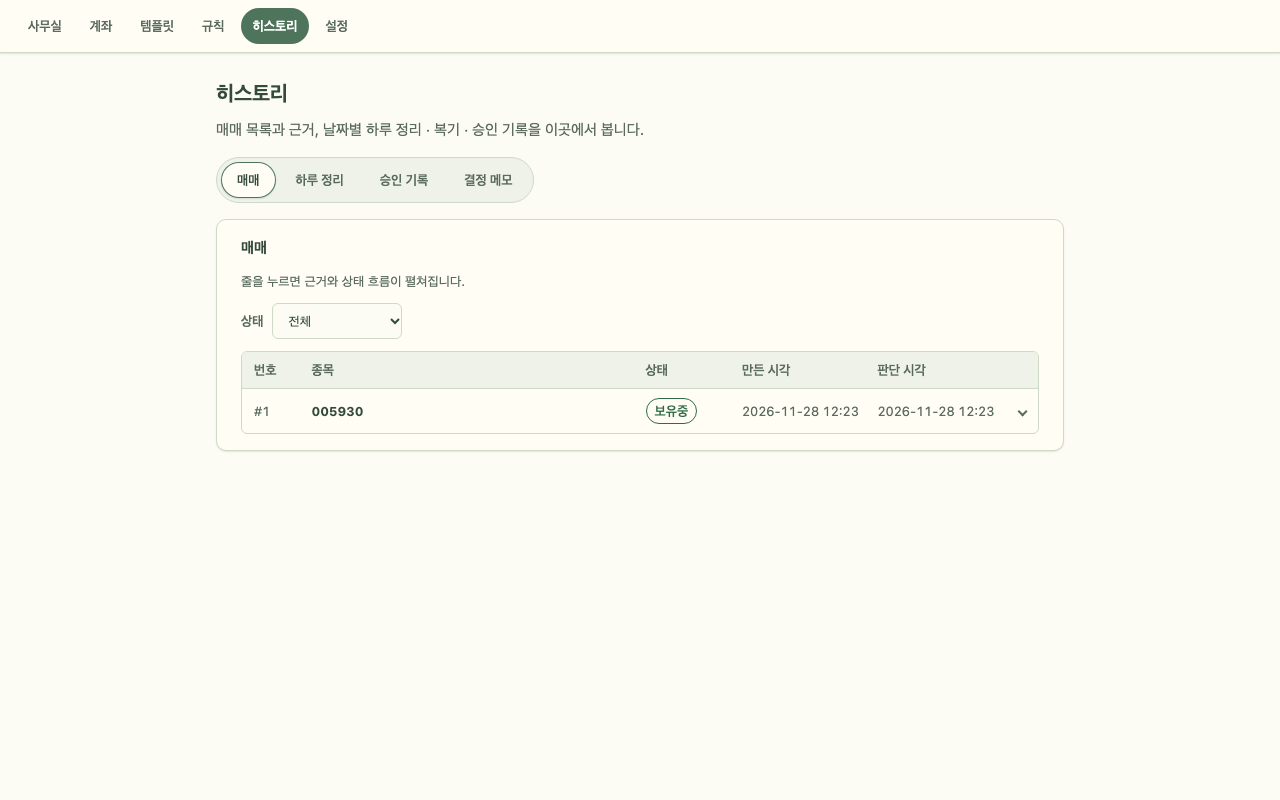 사무실 계좌 템플릿 규칙 히스토리 설정
히스토리
매매 목록과 근거, 날짜별 하루 정리 · 복기 · 승인 기록을 이곳에서 봅니다.
매매 하루 정리 승인 기록 결정 메모
매매
줄을 누르면 근거와 상태 흐름이 펼쳐집니다.
상태 전체
번호 종목 상태 만든 시각 판단 시각
#1 005930 보유중 2026-11-28 12:23 2026-11-28 12:23